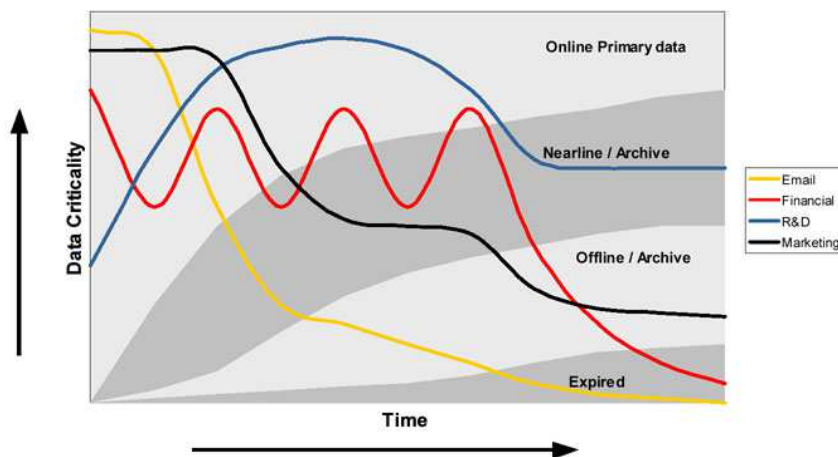 Online Primary data
Nearline / Archive
Offline / Archive
Expired
Data Criticality
Time
Email
Financial
R&D
Marketing